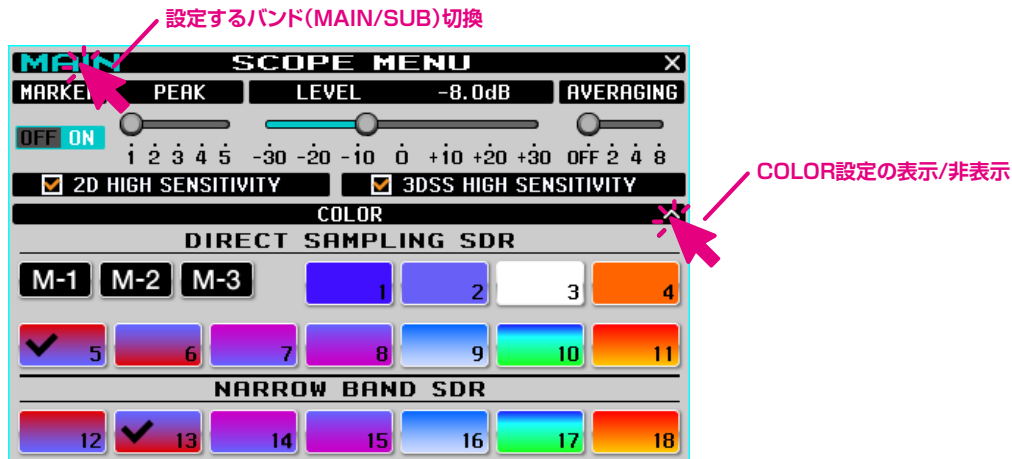 設定するバンド（MAIN/SUB）切換
MAIN SCOPE MENU X
MARKER PEAK LEVEL -8.0dB AVERAGING
OFF ON
1 2 3 4 5 -30 -20 -10 0 +10 +20 +30 OFF 2 4 8
2D HIGH SENSITIVITY 3DSS HIGH SENSITIVITY
COLOR
COLOR設定の表示/非表示
DIRECT SAMPLING SDR
M-1 M-2 M-3 1 2 3 4
5 6 7 8 9 10 11
NARROW BAND SDR
12 13 14 15 16 17 18